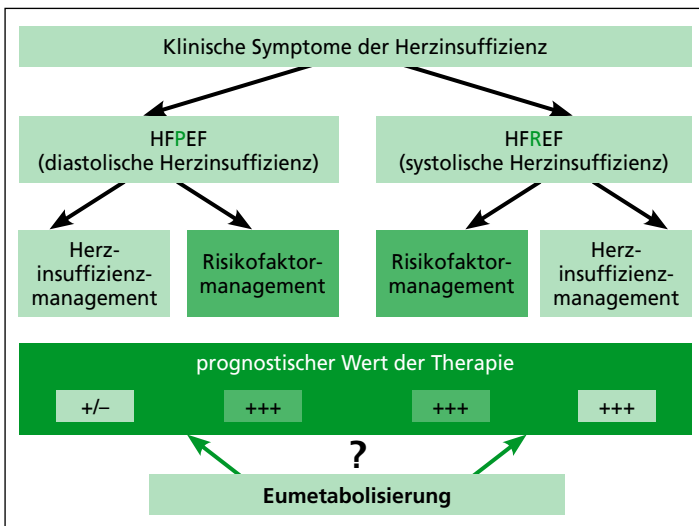 Klinische Symptome der Herzinsuffizienz
HFPEF
(diastolische Herzinsuffizienz)
HFREF
(systolische Herzinsuffizienz)
Herz-
insuffizienz-
management
Risikofaktor-
management
Risikofaktor-
management
Herz-
insuffizienz-
management
prognostischer Wert der Therapie
+/–
+++
+++
+++
?
Eumetabolisierung